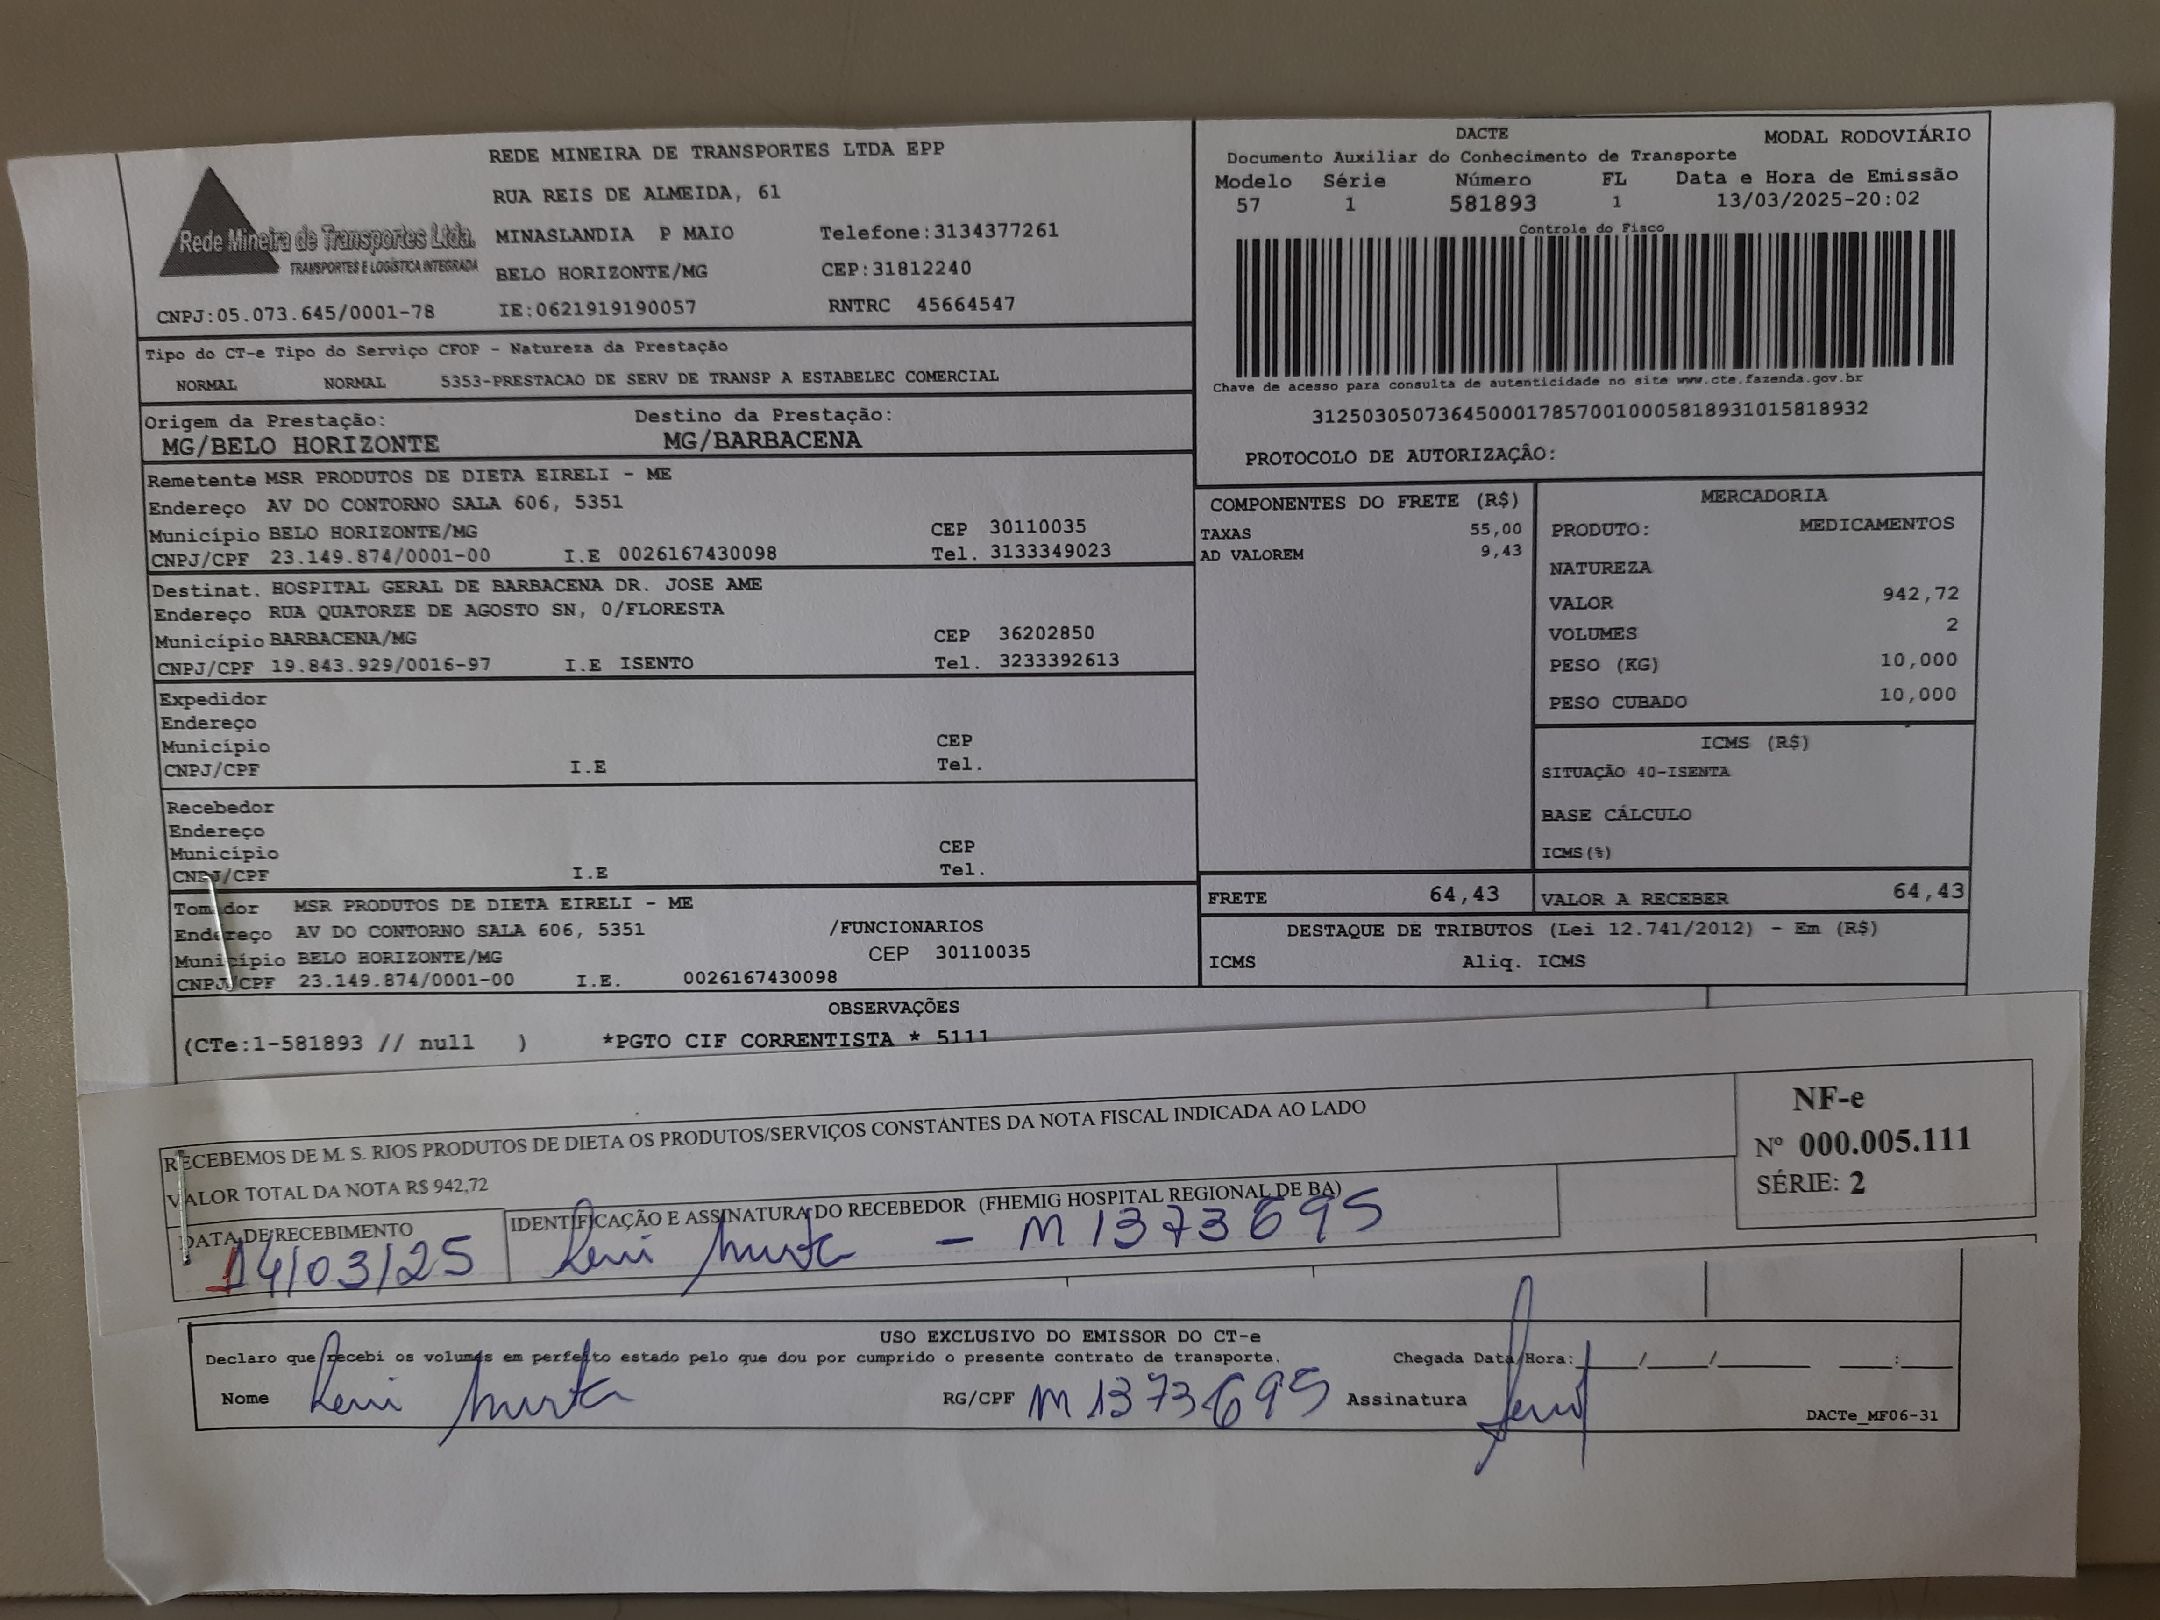 REDE MINEIRA DE TRANSPORTES LTDA EPP
RUA REIS DE ALMEIDA, 61
Rede Mineira de Transportes Ltda.
TRANSPORTES E LOGÍSTICA INTEGRADA
MINASLANDIA P MAIO Telefone:3134377261
BELO HORIZONTE/MG CEP:31812240
CNPJ:05.073.645/0001-78 IE:0621919190057 RNTRC 45664547
DACTE MODAL RODOVIÁRIO
Documento Auxiliar do Conhecimento de Transporte
Modelo Série Número FL Data e Hora de Emissão
57 1 581893 1 13/03/2025-20:02
Controle do Fisco
Chave de acesso para consulta de autenticidade no site www.cte.fazenda.gov.br
31250305073645000178570010005818931015818932
PROTOCOLO DE AUTORIZAÇÂO:
Tipo do CT-e Tipo do Serviço CFOP - Natureza da Prestação
NORMAL NORMAL 5353-PRESTACAO DE SERV DE TRANSP A ESTABELEC COMERCIAL
Origem da Prestação: Destino da Prestação:
MG/BELO HORIZONTE MG/BARBACENA
Remetente MSR PRODUTOS DE DIETA EIRELI - ME
Endereço AV DO CONTORNO SALA 606, 5351
Município BELO HORIZONTE/MG CEP 30110035
CNPJ/CPF 23.149.874/0001-00 I.E 0026167430098 Tel. 3133349023
Destinat. HOSPITAL GERAL DE BARBACENA DR. JOSE AME
Endereço RUA QUATORZE DE AGOSTO SN, 0/FLORESTA
Município BARBACENA/MG CEP 36202850
CNPJ/CPF 19.843.929/0016-97 I.E ISENTO Tel. 3233392613
Expedidor
Endereço
Município CEP
CNPJ/CPF I.E Tel.
Recebedor
Endereço
Município CEP
CNPJ/CPF I.E Tel.
Tomador MSR PRODUTOS DE DIETA EIRELI - ME
Endereço AV DO CONTORNO SALA 606, 5351 /FUNCIONARIOS
Município BELO HORIZONTE/MG CEP 30110035
CNPJ/CPF 23.149.874/0001-00 I.E. 0026167430098
COMPONENTES DO FRETE (R$)
TAXAS 55,00
AD VALOREM 9,43
MERCADORIA
PRODUTO: MEDICAMENTOS
NATUREZA
VALOR 942,72
VOLUMES 2
PESO (KG) 10,000
PESO CUBADO 10,000
ICMS (R$)
SITUAÇÃO 40-ISENTA
BASE CÁLCULO
ICMS(%)
FRETE 64,43 VALOR A RECEBER 64,43
DESTAQUE DE TRIBUTOS (Lei 12.741/2012) - Em (R$)
ICMS Aliq. ICMS
OBSERVAÇÕES
(CTe:1-581893 // null ) *PGTO CIF CORRENTISTA * 5111
RECEBEMOS DE M. S. RIOS PRODUTOS DE DIETA OS PRODUTOS/SERVIÇOS CONSTANTES DA NOTA FISCAL INDICADA AO LADO
VALOR TOTAL DA NOTA R$ 942,72
DATA DE RECEBIMENTO IDENTIFICAÇÃO E ASSINATURA DO RECEBEDOR (FHEMIG HOSPITAL REGIONAL DE BA)
14/03/25 - M 1373695
NF-e
Nº 000.005.111
SÉRIE: 2
USO EXCLUSIVO DO EMISSOR DO CT-e
Declaro que recebi os volumes em perfeito estado pelo que dou por cumprido o presente contrato de transporte. Chegada Data/Hora:____/____/______ ___:___
Nome RG/CPF M 1373695 Assinatura
DACTe_MF06-31